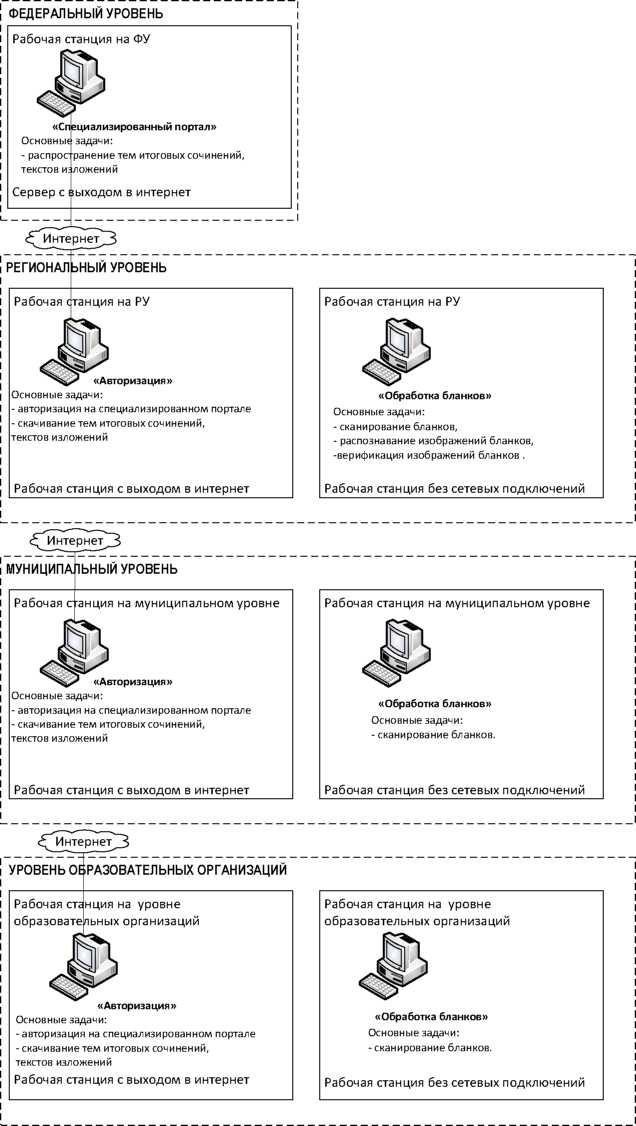 ФЕДЕРАЛЬНЫЙ УРОВЕНЬ
Рабочая станция на ФУ
«Специализированный портал»
Основные задачи:
- распространение тем итоговых сочинений,
текстов изложений
Сервер с выходом в интернет
Интернет
РЕГИОНАЛЬНЫЙ УРОВЕНЬ
Рабочая станция на РУ
«Авторизация»
Основные задачи:
- авторизация на специализированном портале
- скачивание тем итоговых сочинений,
текстов изложений
Рабочая станция с выходом в интернет
Рабочая станция на РУ
«Обработка бланков»
Основные задачи:
- сканирование бланков,
- распознавание изображений бланков,
-верификация изображений бланков .
Рабочая станция без сетевых подключений
Интернет
МУНИЦИПАЛЬНЫЙ УРОВЕНЬ
Рабочая станция на муниципальном уровне
«Авторизация»
Основные задачи:
- авторизация на специализированном портале
- скачивание тем итоговых сочинений,
текстов изложений
Рабочая станция с выходом в интернет
Рабочая станция на муниципальном уровне
«Обработка бланков»
Основные задачи:
- сканирование бланков.
Рабочая станция без сетевых подключений
Интернет
УРОВЕНЬ ОБРАЗОВАТЕЛЬНЫХ ОРГАНИЗАЦИЙ
Рабочая станция на уровне
образовательных организаций
«Авторизация»
Основные задачи:
- авторизация на специализированном портале
- скачивание тем итоговых сочинений,
текстов изложений
Рабочая станция с выходом в интернет
Рабочая станция на уровне
образовательных организаций
«Обработка бланков»
Основные задачи:
- сканирование бланков.
Рабочая станция без сетевых подключений